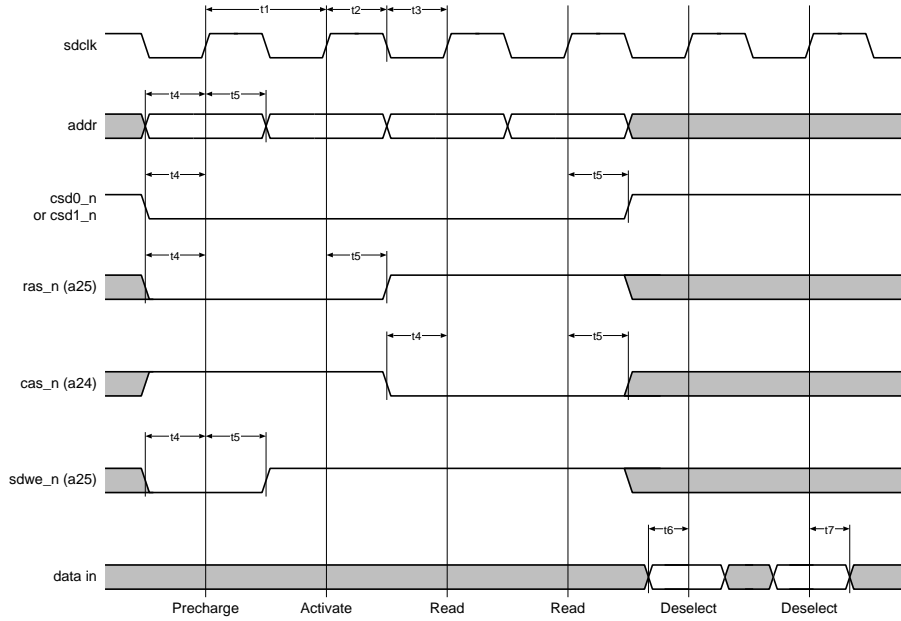 t1 t2 t3
sdclk
t4 t5
addr
t4 t5
csd0_n
or csd1_n
t4 t5
ras_n (a25)
t4 t5
cas_n (a24)
t4 t5
sdwe_n (a25)
t6 t7
data in
Precharge Activate Read Read Deselect Deselect